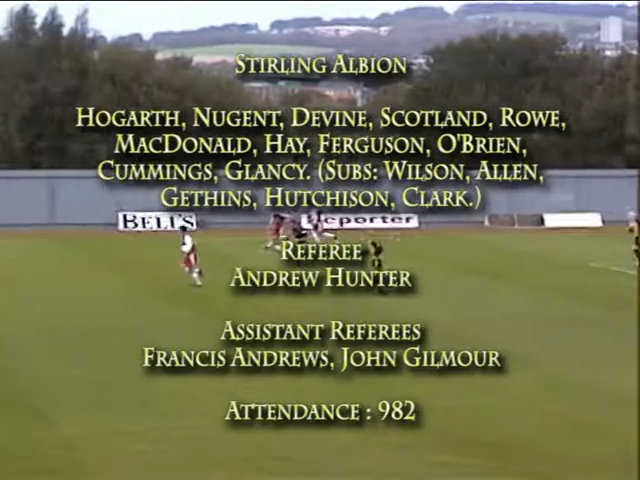 Stirling Albion
Hogarth, Nugent, Devine, Scotland, Rowe,
MacDonald, Hay, Ferguson, O'Brien,
Cummings, Glancy. (Subs: Wilson, Allen,
Gethins, Hutchison, Clark.)
BELL'S
Reporter
Referee
Andrew Hunter
Assistant Referees
Francis Andrews, John Gilmour
Attendance : 982